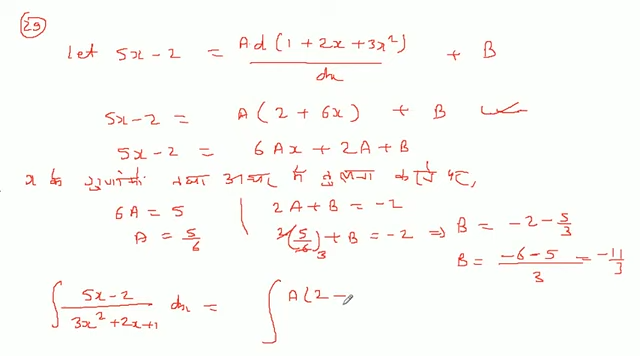 29
Let 5x-2 = A d(1+2x+3x²)/dx + B
5x-2 = A(2+6x) + B
5x-2 = 6Ax + 2A + B
x के गुणांकों तथा अचर में तुलना करने पर,
6A = 5 | 2A + B = -2
A = 5/6 2(5/6)3 + B = -2 ⇒ B = -2 - 5/3
B = (-6-5)/3 = -11/3
∫ (5x-2)/(3x²+2x+1) dx = ∫ A(2 -